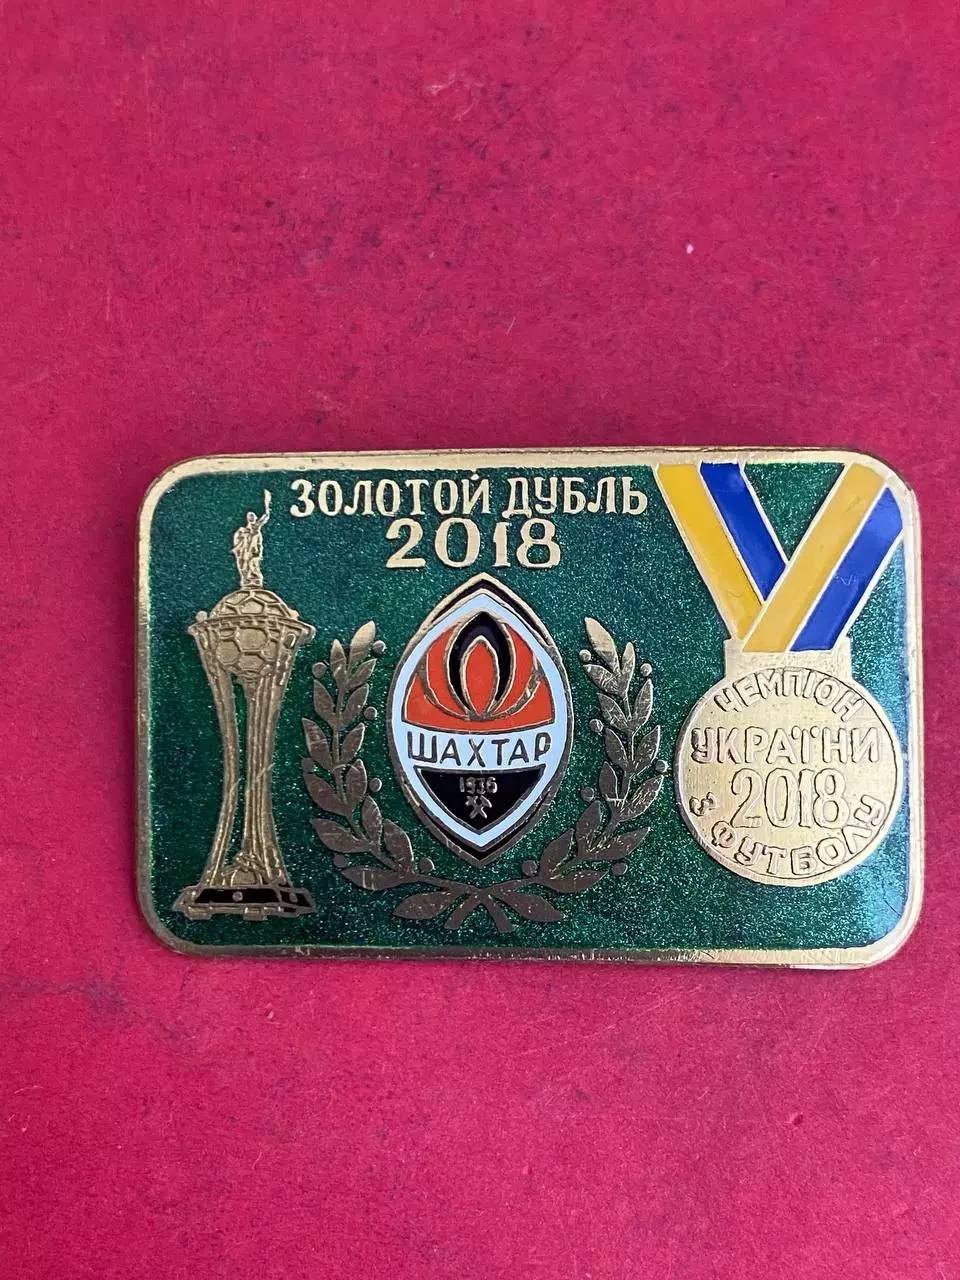 ЗОЛОТОЙ ДУБЛЬ
2018
ШАХТАР
1936
ЧЕМПІОН
УКРАЇНИ
2018
З ФУТБОЛУ